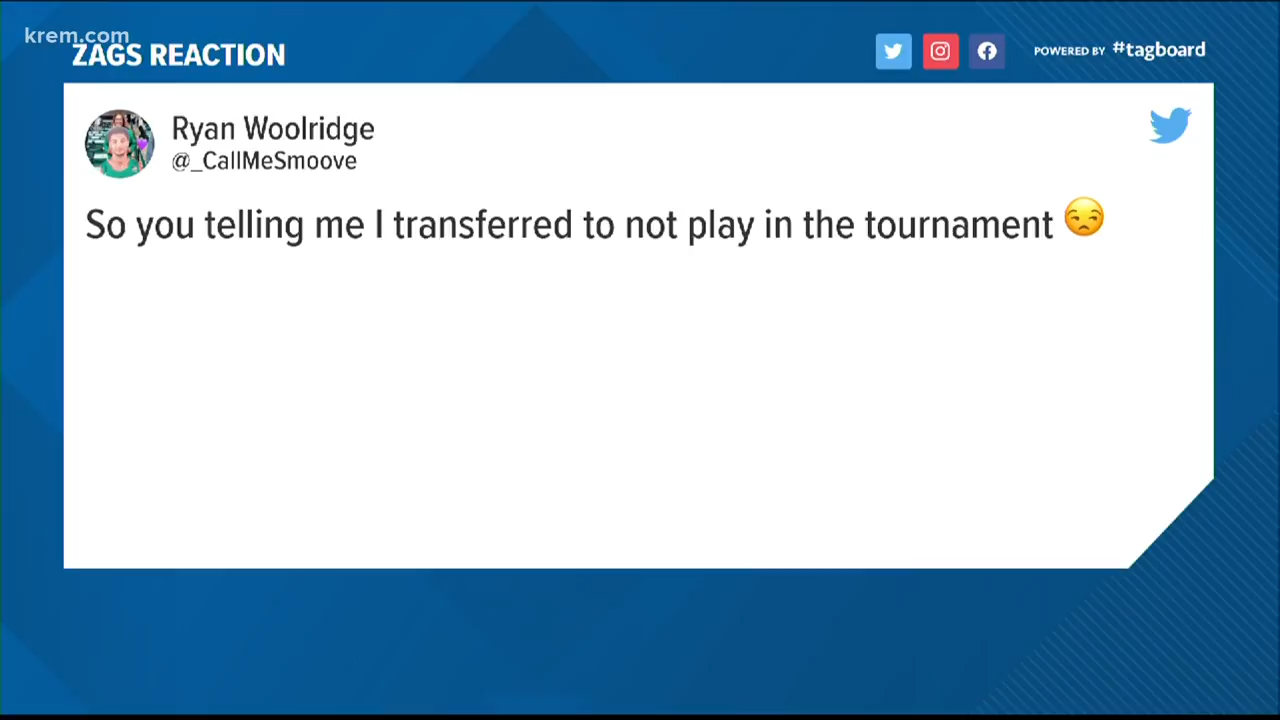 krem.com
ZAGS REACTION
POWERED BY #tagboard
Ryan Woolridge
@_CallMeSmoove
So you telling me I transferred to not play in the tournament 😒